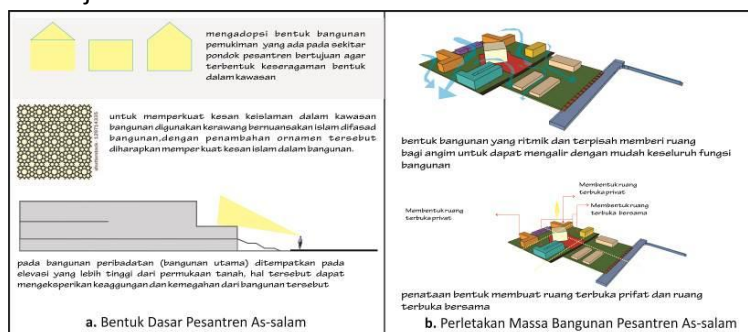 mengadopsi bentuk bangunan
pemukiman yang ada pada sekitar
pondok pesantren bertujuan agar
terbentuk keseragaman bentuk
dalam kawasan
untuk memperkuat kesan keislaman dalam kawasan
bangunan digunakan kerawang bernuansakan islam difasad
bangunan,dengan penambahan ornamen tersebut
diharapkan memper kuat kesan islam dalam bangunan.
pada bangunan peribadatan (bangunan utama) ditempatkan pada
elevasi yang lebih tinggi dari permukaan tanah, hal tersebut dapat
mengeksperikan keaggungan dan kemegahan dari bangunan tersebut
a. Bentuk Dasar Pesantren As-salam
bentuk bangunan yang ritmik dan terpisah memberi ruang
bagi angim untuk dapat mengalir dengan mudah keseluruh fungsi
bangunan
Membentuk ruang
terbuka privat
Membentuk ruang
terbuka bersama
Membentuk ruang
terbuka privat
penataan bentuk membuat ruang terbuka prifat dan ruang
terbuka bersama
b. Perletakan Massa Bangunan Pesantren As-salam